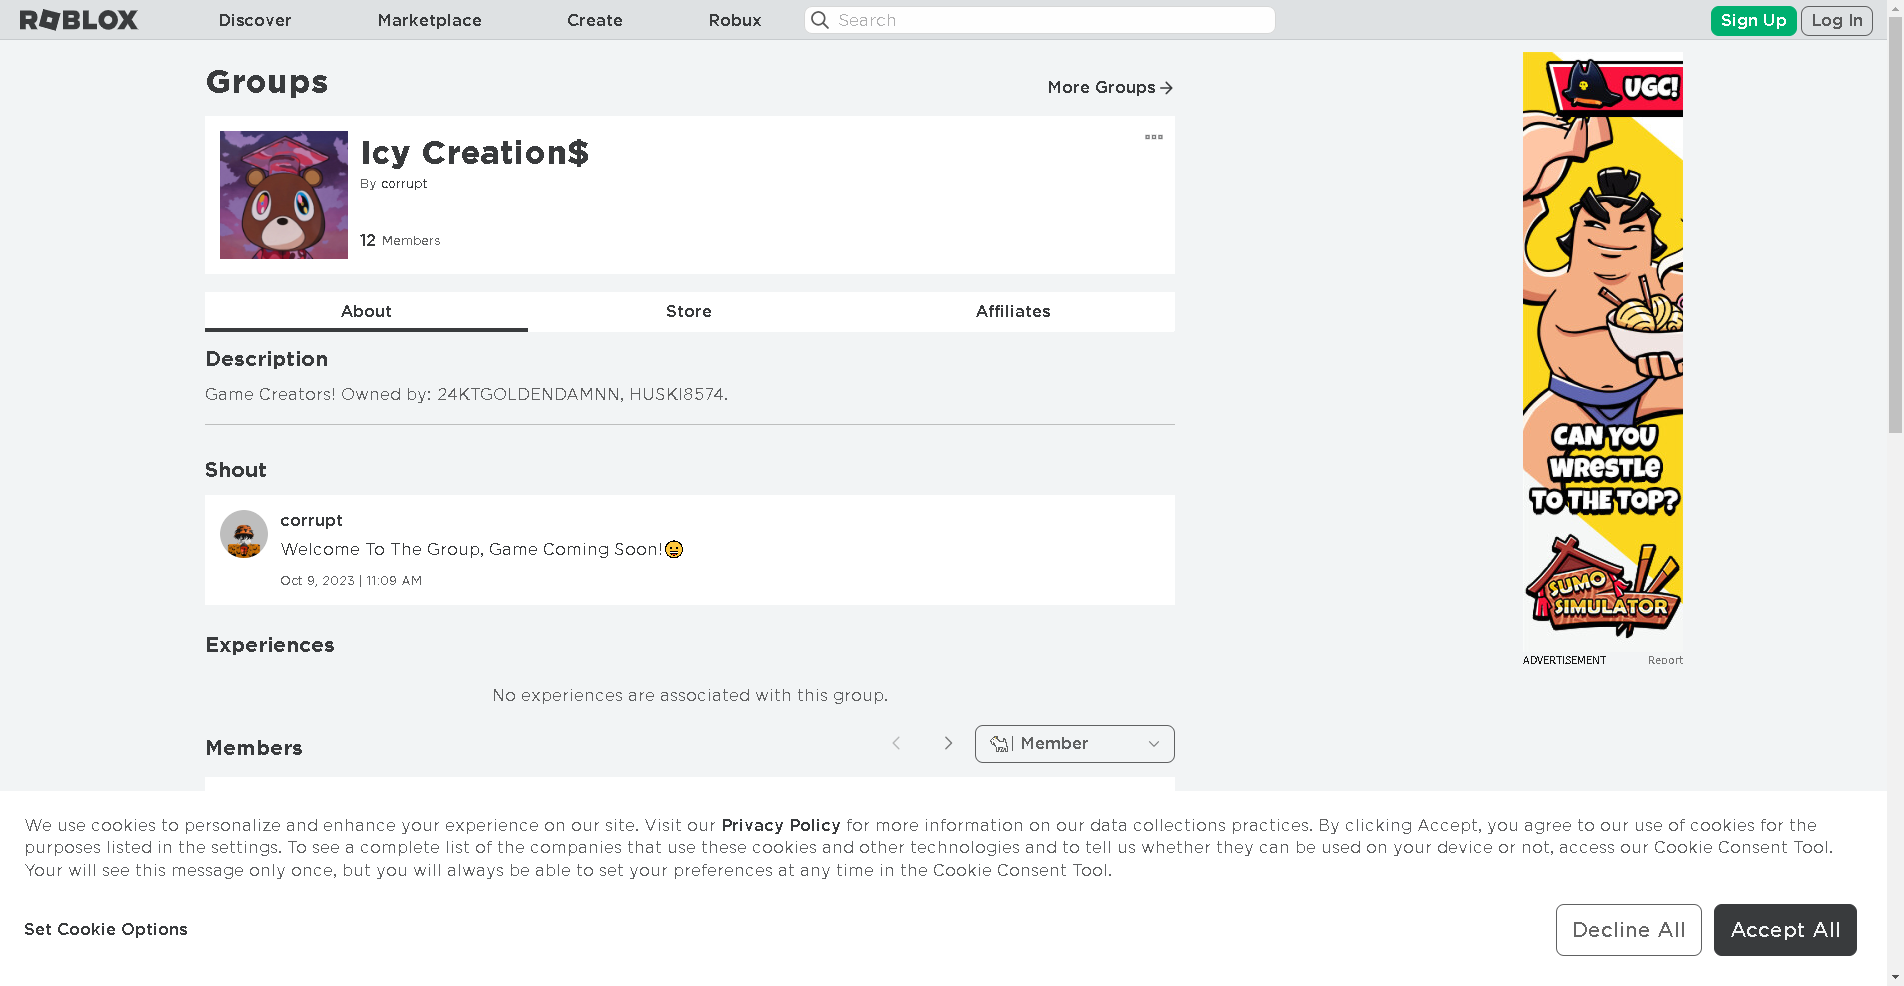 ROBLOX Discover Marketplace Create Robux Search Sign Up Log In
Groups
More Groups
Icy Creation$
By corrupt
12 Members
About Store Affiliates
Description
Game Creators! Owned by: 24KTGOLDENDAMNN, HUSKI8574.
Shout
corrupt
Welcome To The Group, Game Coming Soon!😀
Oct 9, 2023 | 11:09 AM
Experiences
No experiences are associated with this group.
Members
🐪| Member
UGC!
CAN YOU
WRESTLE
TO THE TOP?
SUMO
SIMULATOR
ADVERTISEMENT Report
We use cookies to personalize and enhance your experience on our site. Visit our Privacy Policy for more information on our data collections practices. By clicking Accept, you agree to our use of cookies for the
purposes listed in the settings. To see a complete list of the companies that use these cookies and other technologies and to tell us whether they can be used on your device or not, access our Cookie Consent Tool.
Your will see this message only once, but you will always be able to set your preferences at any time in the Cookie Consent Tool.
Set Cookie Options
Decline All
Accept All